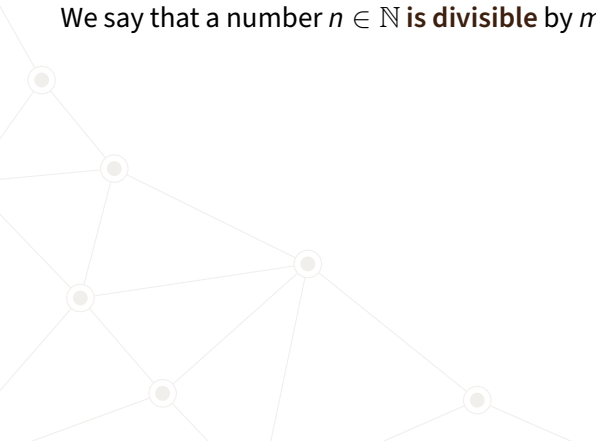 We say that a number n ∈ ℕ is divisible by m